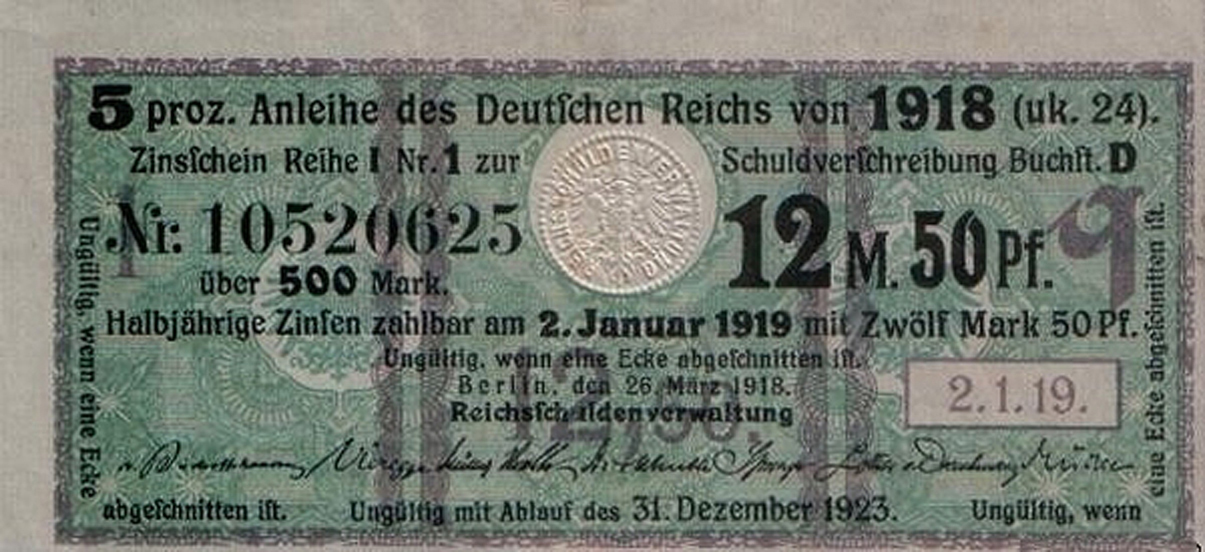 5 proz. Anleihe des Deutſchen Reichs von 1918 (uk. 24).
Zinsſchein Reihe I Nr. 1 zur Schuldverſchreibung Buchſt. D
Nr. 10520625 12 M. 50 Pf. q
über 500 Mark.
Halbjährige Zinſen zahlbar am 2. Januar 1919 mit Zwölf Mark 50 Pf.
Ungültig, wenn eine Ecke abgeſchnitten iſt.
Berlin, den 26. März 1918.
2.1.19.
Reichsſchuldenverwaltung
12,50.
Ungültig mit Ablauf des 31. Dezember 1923.
Ungültig, wenn eine Ecke
abgeſchnitten iſt.
Ungültig, wenn
eine Ecke abgeſchnitten iſt.